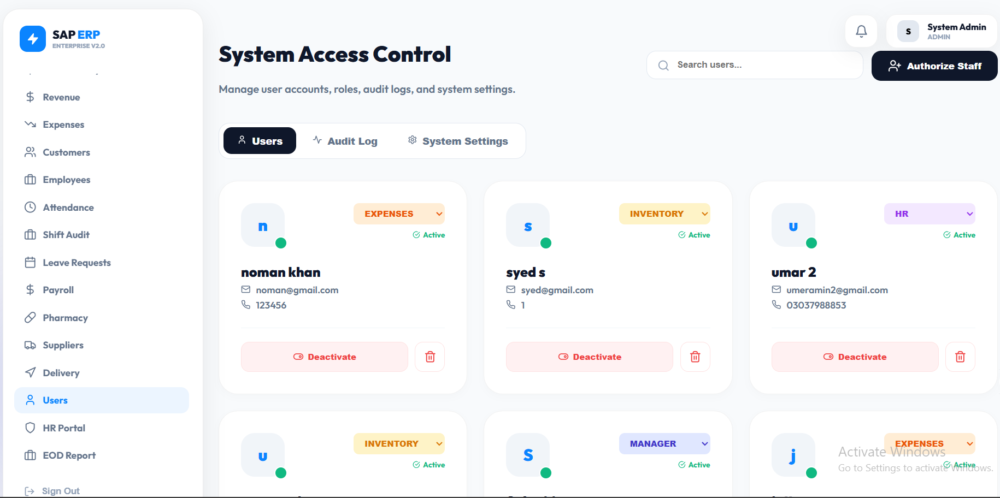 SAP ERP
ENTERPRISE V2.0
Revenue
Expenses
Customers
Employees
Attendance
Shift Audit
Leave Requests
Payroll
Pharmacy
Suppliers
Delivery
Users
HR Portal
EOD Report
Sign Out
S
System Admin
ADMIN
System Access Control
Manage user accounts, roles, audit logs, and system settings.
Search users...
Authorize Staff
Users
Audit Log
System Settings
n
EXPENSES
Active
noman khan
noman@gmail.com
123456
Deactivate
s
INVENTORY
Active
syed s
syed@gmail.com
1
Deactivate
u
HR
Active
umar 2
umeramin2@gmail.com
03037988853
Deactivate
u
INVENTORY
Active
S
MANAGER
Active
j
EXPENSES
Active
Activate Windows
Go to Settings to activate Windows.